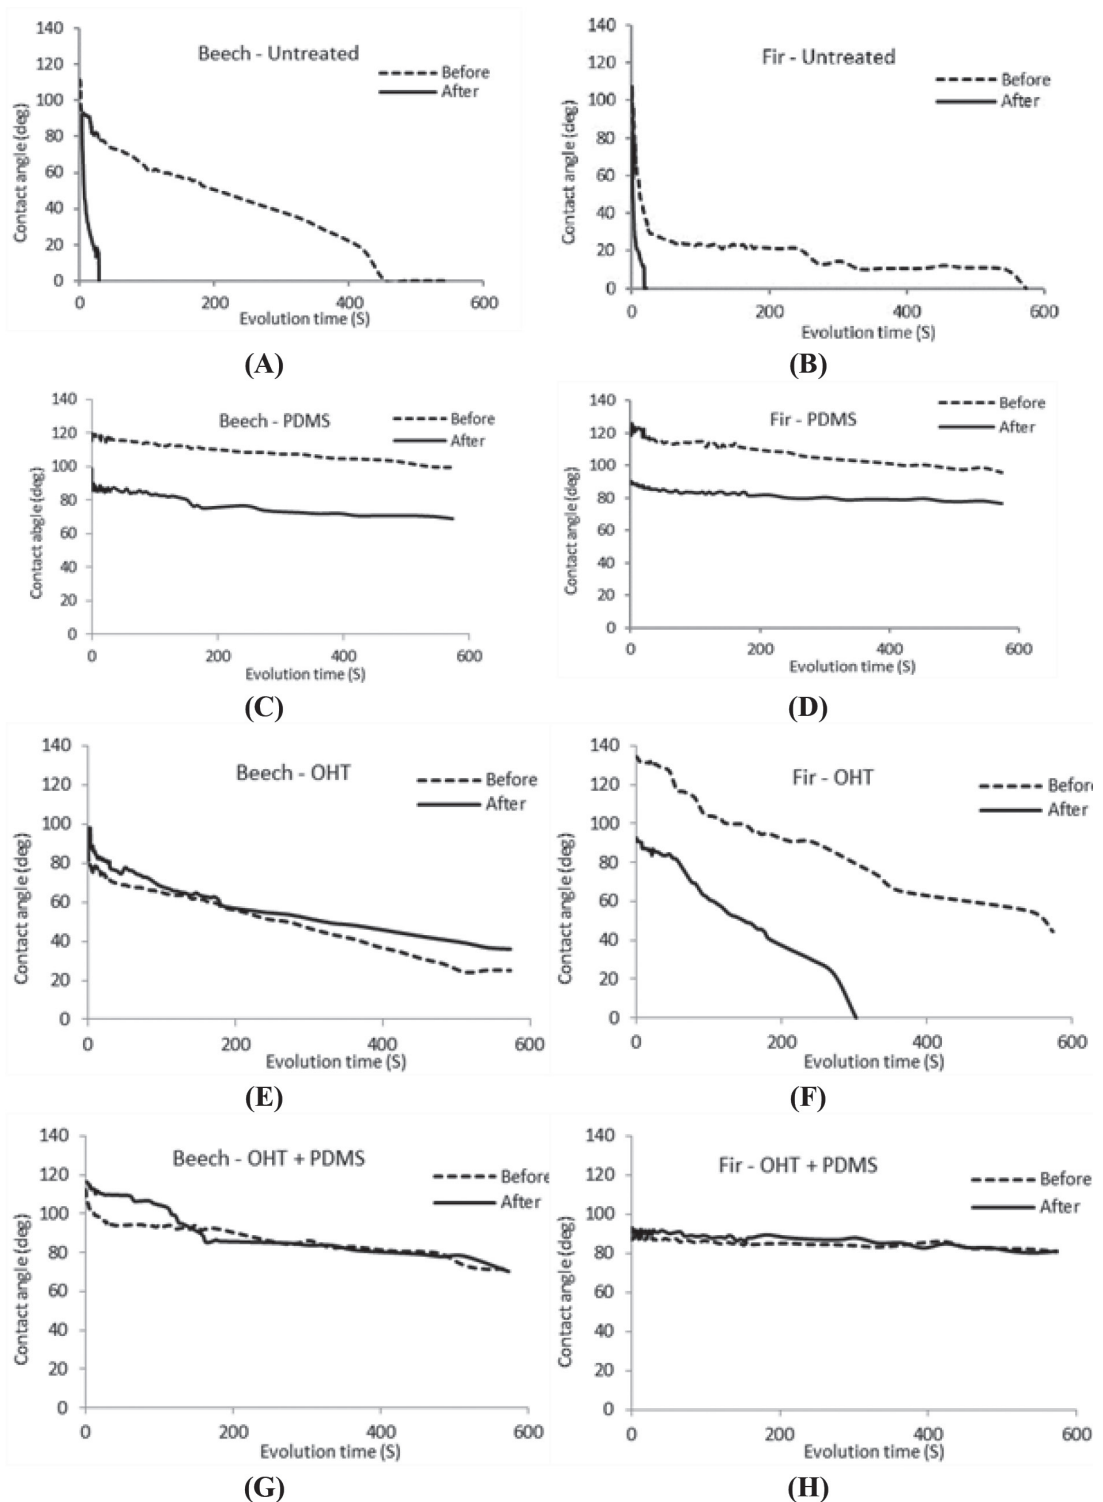 Beech - Untreated
Before
After
Contact angle (deg)
140
120
100
80
60
40
20
0
0 200 400 600
Evolution time (S)
(A)
Fir - Untreated
Before
After
Contact angle (deg)
140
120
100
80
60
40
20
0
0 200 400 600
Evolution time (S)
(B)
Beech - PDMS
Before
After
Contact abgle (deg)
140
120
100
80
60
40
20
0
0 200 400 600
Evolution time (S)
(C)
Fir - PDMS
Before
After
Contact angle (deg)
140
120
100
80
60
40
20
0
0 200 400 600
Evolution time (S)
(D)
Beech - OHT
Before
After
Contact angle (deg)
140
120
100
80
60
40
20
0
0 200 400 600
Evolution time (S)
(E)
Fir - OHT
Before
After
Contact angle (deg)
140
120
100
80
60
40
20
0
0 200 400 600
Evolution time (S)
(F)
Beech - OHT + PDMS
Before
After
Contact angle (deg)
140
120
100
80
60
40
20
0
0 200 400 600
Evolution time (S)
(G)
Fir - OHT + PDMS
Before
After
Contact angle (deg)
140
120
100
80
60
40
20
0
0 200 400 600
Evolution time (S)
(H)